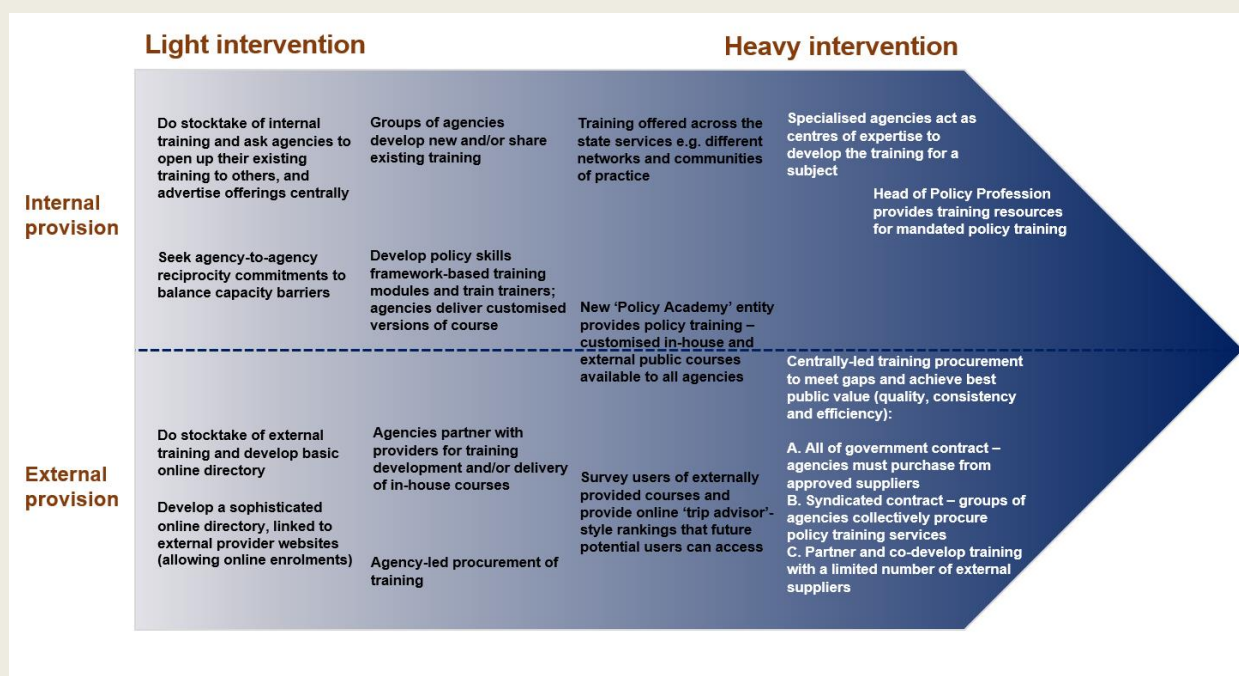 Light intervention
Heavy intervention
Internal
provision
Do stocktake of internal
training and ask agencies to
open up their existing
training to others, and
advertise offerings centrally
Groups of agencies
develop new and/or share
existing training
Training offered across the
state services e.g. different
networks and communities
of practice
Specialised agencies act as
centres of expertise to
develop the training for a
subject
Head of Policy Profession
provides training resources
for mandated policy training
Seek agency-to-agency
reciprocity commitments to
balance capacity barriers
Develop policy skills
framework-based training
modules and train trainers;
agencies deliver customised
versions of course
New ‘Policy Academy’ entity
provides policy training –
customised in-house and
external public courses
available to all agencies
External
provision
Do stocktake of external
training and develop basic
online directory
Develop a sophisticated
online directory, linked to
external provider websites
(allowing online enrolments)
Agencies partner with
providers for training
development and/or delivery
of in-house courses
Agency-led procurement of
training
Survey users of externally
provided courses and
provide online ‘trip advisor’-
style rankings that future
potential users can access
Centrally-led training procurement
to meet gaps and achieve best
public value (quality, consistency
and efficiency):
A. All of government contract –
agencies must purchase from
approved suppliers
B. Syndicated contract – groups of
agencies collectively procure
policy training services
C. Partner and co-develop training
with a limited number of external
suppliers